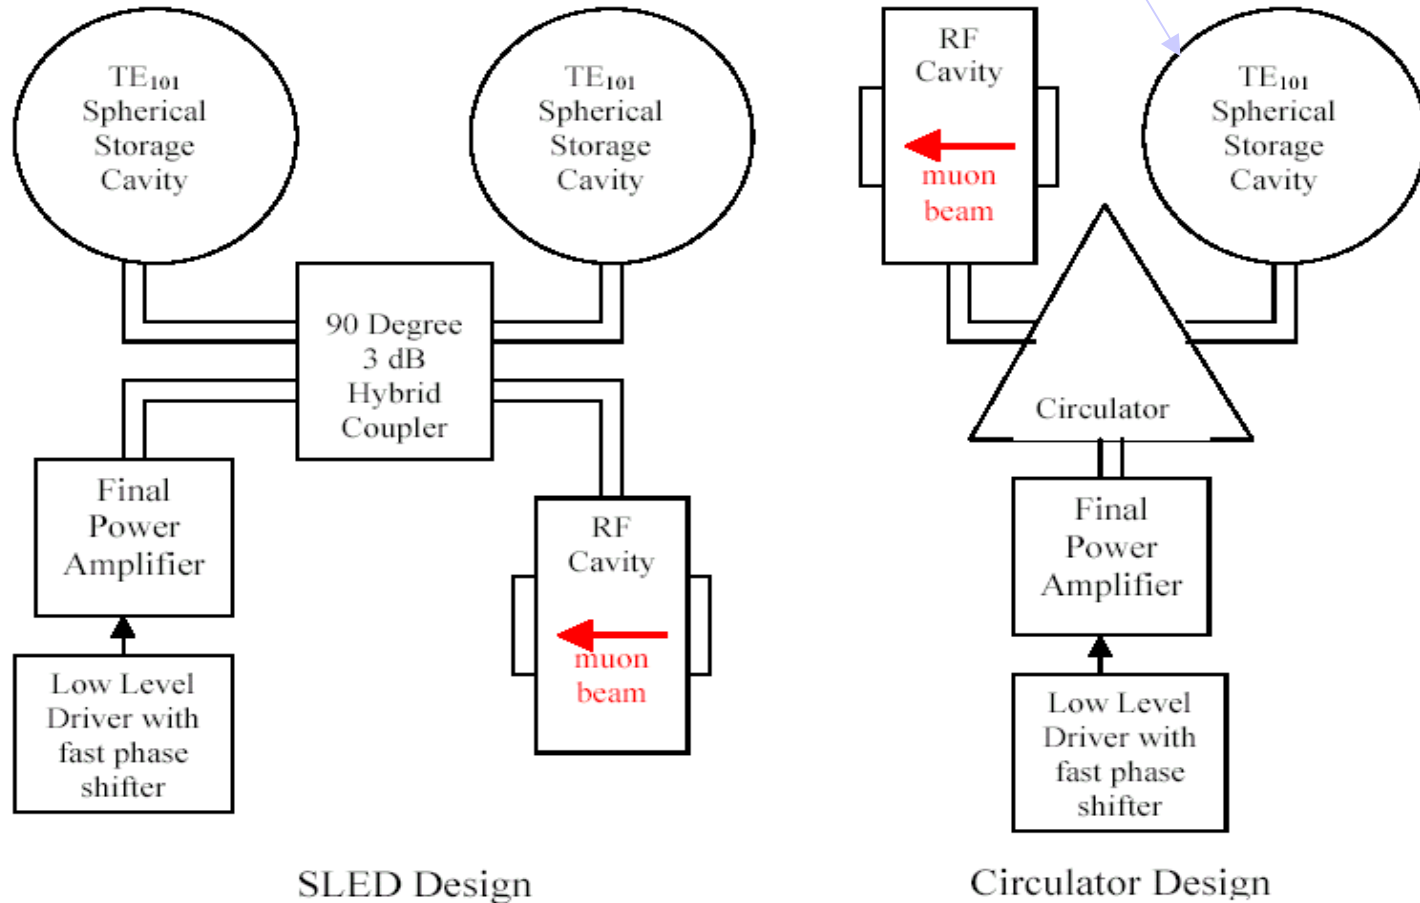 TE₁₀₁
Spherical
Storage
Cavity
TE₁₀₁
Spherical
Storage
Cavity
90 Degree
3 dB
Hybrid
Coupler
Final
Power
Amplifier
Low Level
Driver with
fast phase
shifter
RF
Cavity
muon
beam
SLED Design
RF
Cavity
muon
beam
TE₁₀₁
Spherical
Storage
Cavity
Circulator
Final
Power
Amplifier
Low Level
Driver with
fast phase
shifter
Circulator Design